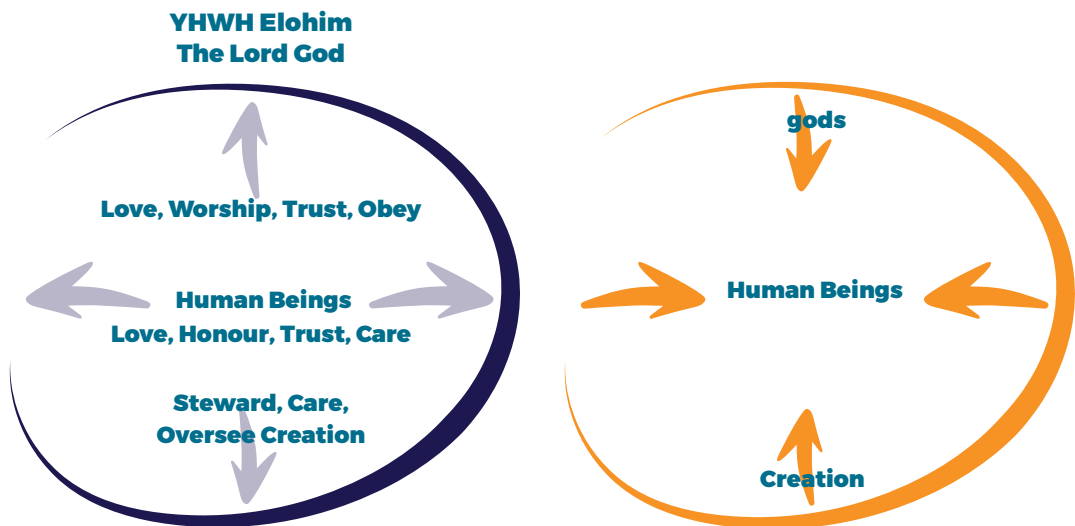 YHWH Elohim
The Lord God
Love, Worship, Trust, Obey
Human Beings
Love, Honour, Trust, Care
Steward, Care,
Oversee Creation
gods
Human Beings
Creation